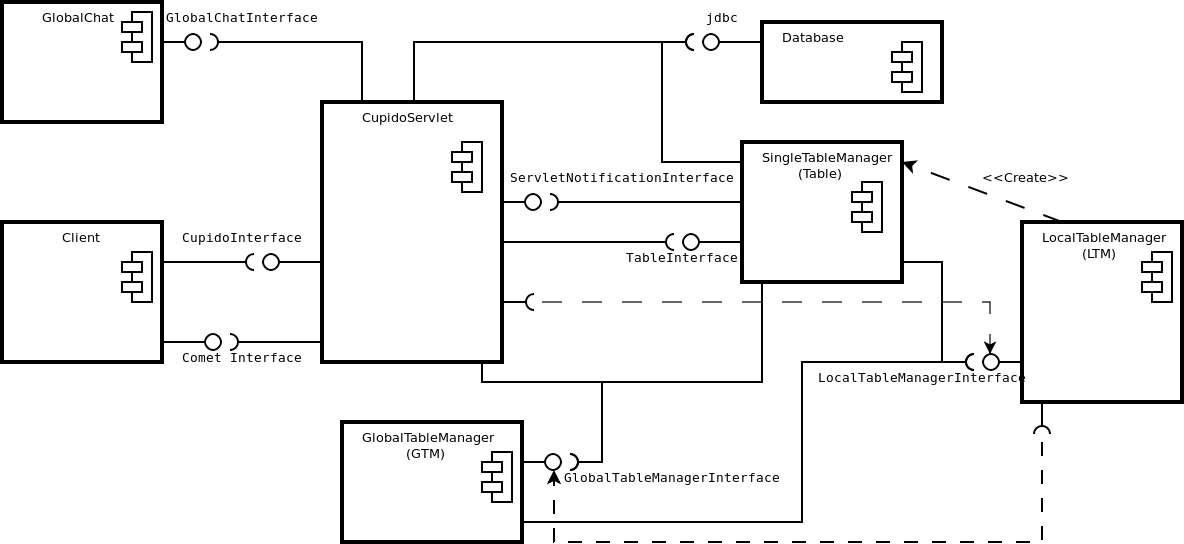 GlobalChat
GlobalChatInterface
jdbc
Database
CupidoServlet
SingleTableManager
(Table)
ServletNotificationInterface
<<Create>>
Client
CupidoInterface
LocalTableManager
(LTM)
TableInterface
Comet Interface
LocalTableManagerInterface
GlobalTableManager
(GTM)
GlobalTableManagerInterface